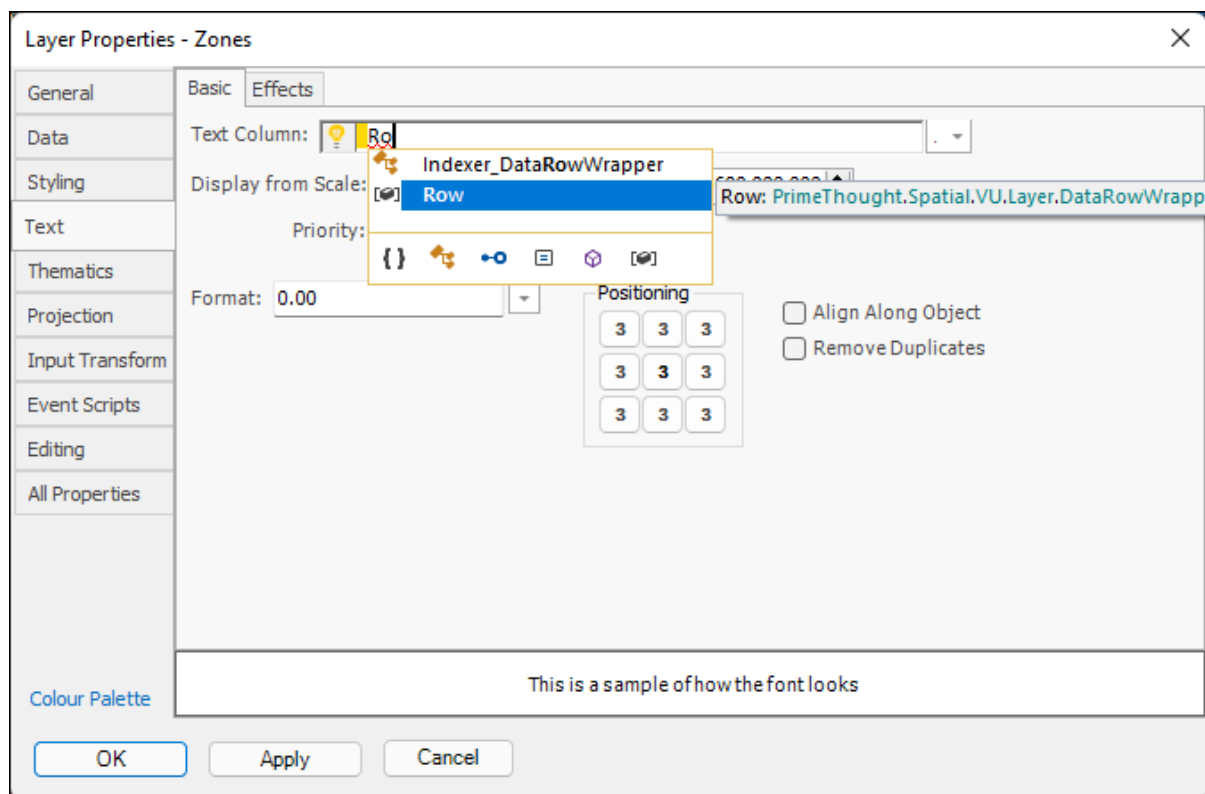 Layer Properties - Zones
General
Data
Styling
Text
Thematics
Projection
Input Transform
Event Scripts
Editing
All Properties
Colour Palette
Basic Effects
Text Column: Ro .
Indexer_DataRowWrapper
Display from Scale:
Row
Row: PrimeThought.Spatial.VU.Layer.DataRowWrapp
Priority:
{ }
Format: 0.00
Positioning
3 3 3
3 3 3
3 3 3
Align Along Object
Remove Duplicates
This is a sample of how the font looks
OK Apply Cancel